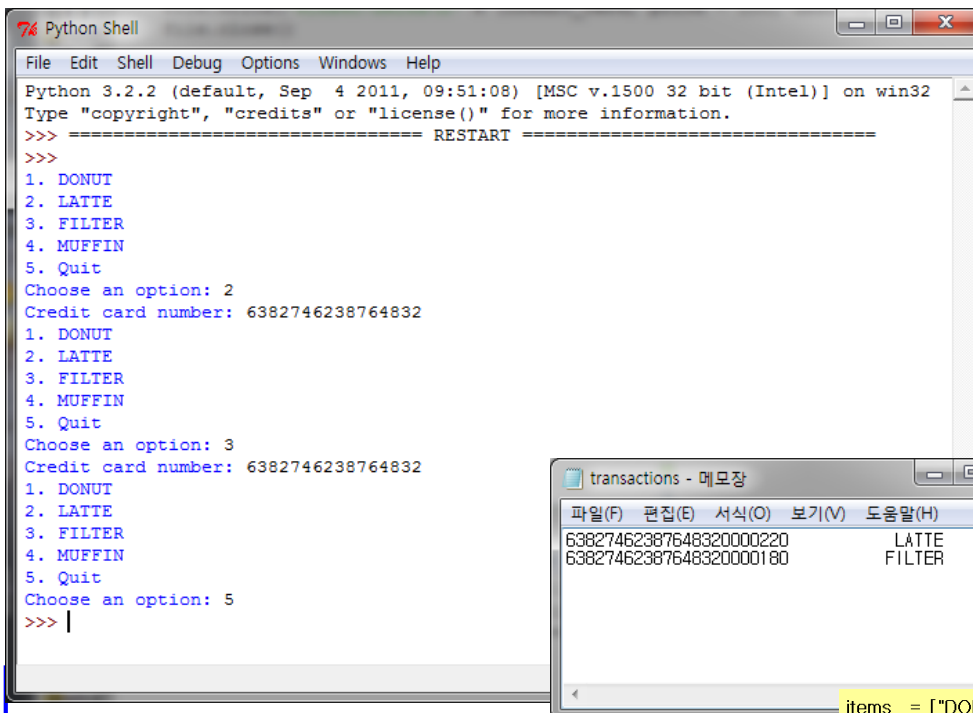 Python Shell
File Edit Shell Debug Options Windows Help
Python 3.2.2 (default, Sep  4 2011, 09:51:08) [MSC v.1500 32 bit (Intel)] on win32
Type "copyright", "credits" or "license()" for more information.
>>> ================================ RESTART ================================
>>>
1. DONUT
2. LATTE
3. FILTER
4. MUFFIN
5. Quit
Choose an option: 2
Credit card number: 6382746238764832
1. DONUT
2. LATTE
3. FILTER
4. MUFFIN
5. Quit
Choose an option: 3
Credit card number: 6382746238764832
1. DONUT
2. LATTE
3. FILTER
4. MUFFIN
5. Quit
Choose an option: 5
>>>
transactions - 메모장
파일(F) 편집(E) 서식(O) 보기(V) 도움말(H)
63827462387648320000220 LATTE
63827462387648320000180 FILTER
items = ["DO